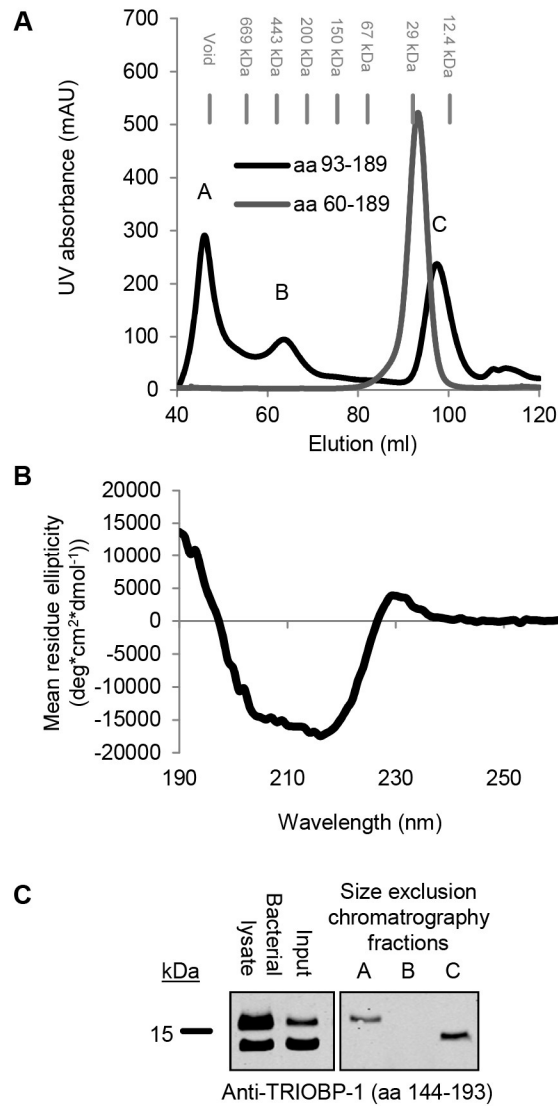 A
Void
669 kDa
443 kDa
200 kDa
150 kDa
67 kDa
29 kDa
12.4 kDa
700
600
500
400
300
200
100
0
UV absorbance (mAU)
aa 93-189
aa 60-189
A
B
C
40
60
80
100
120
Elution (ml)
B
20000
15000
10000
5000
0
-5000
-10000
-15000
-20000
Mean residue ellipticity
(deg*cm²*dmol⁻¹))
190
210
230
250
Wavelength (nm)
C
Size exclusion
chromatrography
fractions
Input
Bacterial
lysate
A
B
C
kDa
15
Anti-TRIOBP-1 (aa 144-193)